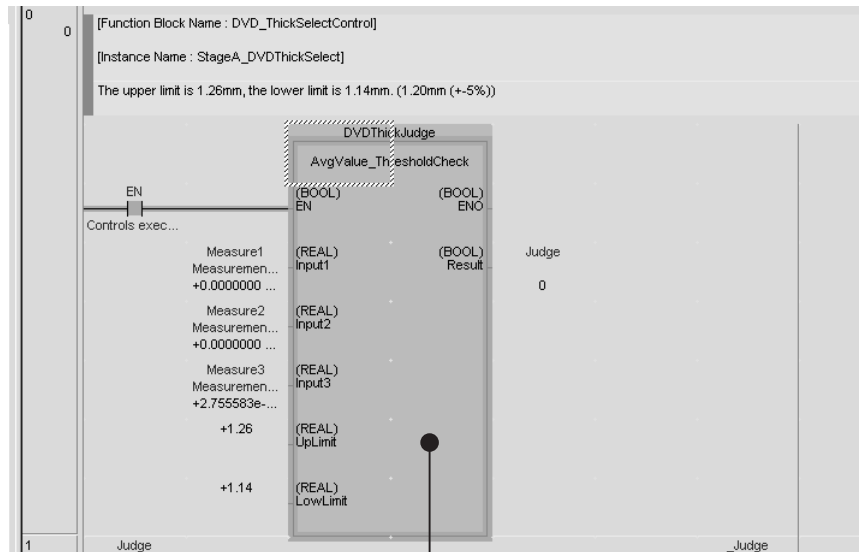 0
0
[Function Block Name : DVD_ThickSelectControl]
[Instance Name : StageA_DVDThickSelect]
The upper limit is 1.26mm, the lower limit is 1.14mm. (1.20mm (+-5%))
DVDThickJudge
AvgValue_ThresholdCheck
EN
(BOOL) (BOOL)
EN ENO
Controls exec...
Measure1 (REAL) (BOOL) Judge
Measuremen... Input1 Result
+0.0000000 ... 0
Measure2 (REAL)
Measuremen... Input2
+0.0000000 ...
Measure3 (REAL)
Measuremen... Input3
+2.755583e-...
+1.26 (REAL)
UpLimit
+1.14 (REAL)
LowLimit
1 Judge _Judge